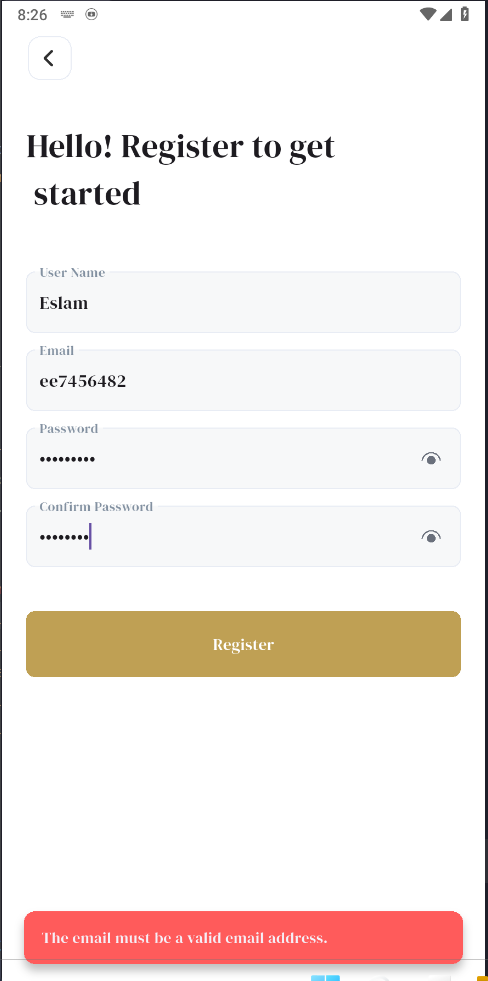 8:26
Hello! Register to get
started
User Name
Eslam
Email
ee7456482
Password
•••••••••
Confirm Password
••••••••
Register
The email must be a valid email address.